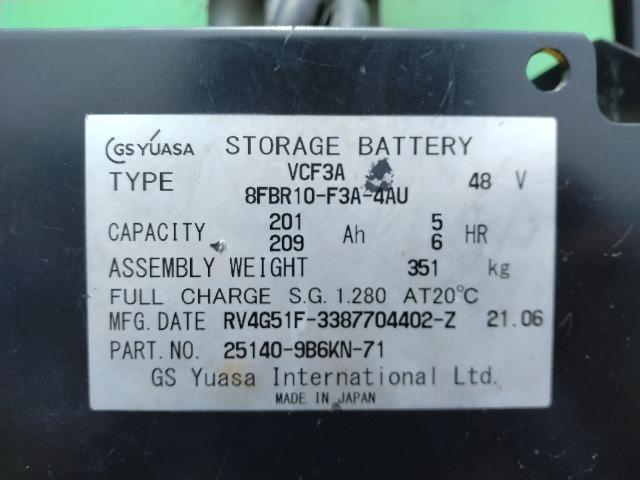 GS YUASA STORAGE BATTERY
TYPE VCF3A 48 V
8FBR10-F3A-4AU
CAPACITY 201 Ah 5 HR
209 6
ASSEMBLY WEIGHT 351 kg
FULL CHARGE S.G. 1.280 AT20℃
MFG. DATE RV4G51F-3387704402-Z 21.06
PART. NO. 25140-9B6KN-71
GS Yuasa International Ltd.
MADE IN JAPAN